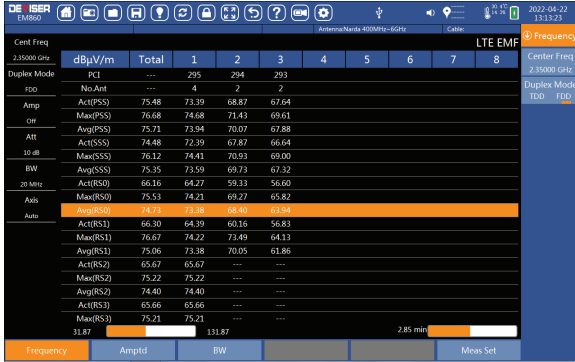 DEVISER
EM860
30.4°C
14.76
2022-04-22
13:13:23
Antenna:Narda 400MHz~6GHz Cable:
Cent Freq
2.35000 GHz
Duplex Mode
FDD
Amp
Off
Att
10 dB
BW
20 MHz
Axis
Auto
LTE EMF
dBμV/m Total 1 2 3 4 5 6 7 8
PCI --- 295 294 293
No.Ant --- 4 2 2
Act(PSS) 75.48 73.39 68.87 67.64
Max(PSS) 76.68 74.68 71.43 69.61
Avg(PSS) 75.71 73.94 70.07 67.88
Act(SSS) 74.48 72.39 67.87 66.64
Max(SSS) 76.12 74.41 70.93 69.00
Avg(SSS) 75.35 73.59 69.73 67.32
Act(RS0) 66.16 64.27 59.33 56.60
Max(RS0) 75.53 74.21 69.27 65.82
Avg(RS0) 74.73 73.38 68.40 63.94
Act(RS1) 66.30 64.39 60.16 56.83
Max(RS1) 76.67 74.22 73.49 64.13
Avg(RS1) 75.06 73.38 70.05 61.86
Act(RS2) 65.67 65.67 --- ---
Max(RS2) 75.22 75.22 --- ---
Avg(RS2) 74.40 74.40 --- ---
Act(RS3) 65.66 65.66 --- ---
Max(RS3) 75.21 75.21 --- ---
31.87 131.87 2.85 min
Frequency
Center Freq
2.35000 GHz
Duplex Mode
TDD FDD
Frequency Amptd BW Meas Set